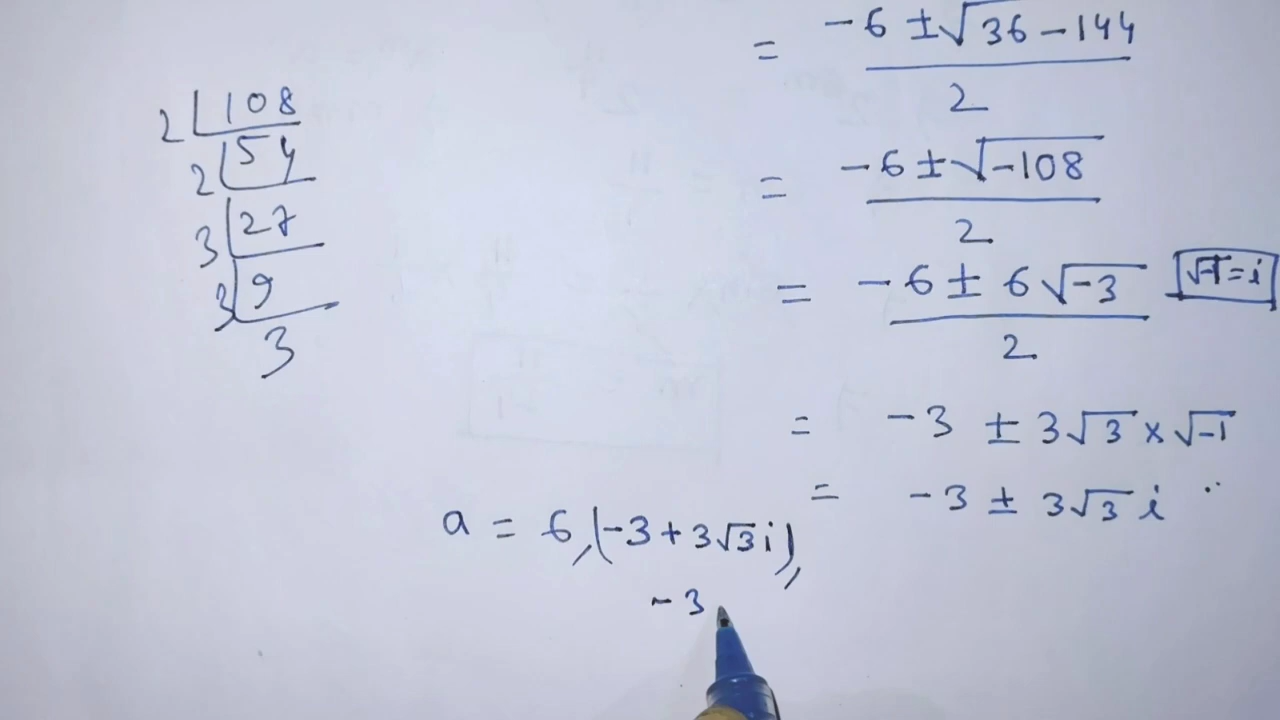 2 | 108
2 | 54
3 | 27
3 | 9
3
= (-6 ± √(36 - 144)) / 2
= (-6 ± √(-108)) / 2
= (-6 ± 6√(-3)) / 2
√-1 = i
= -3 ± 3√3 × √-1
= -3 ± 3√3 i
a = 6, (-3 + 3√3 i),
-3